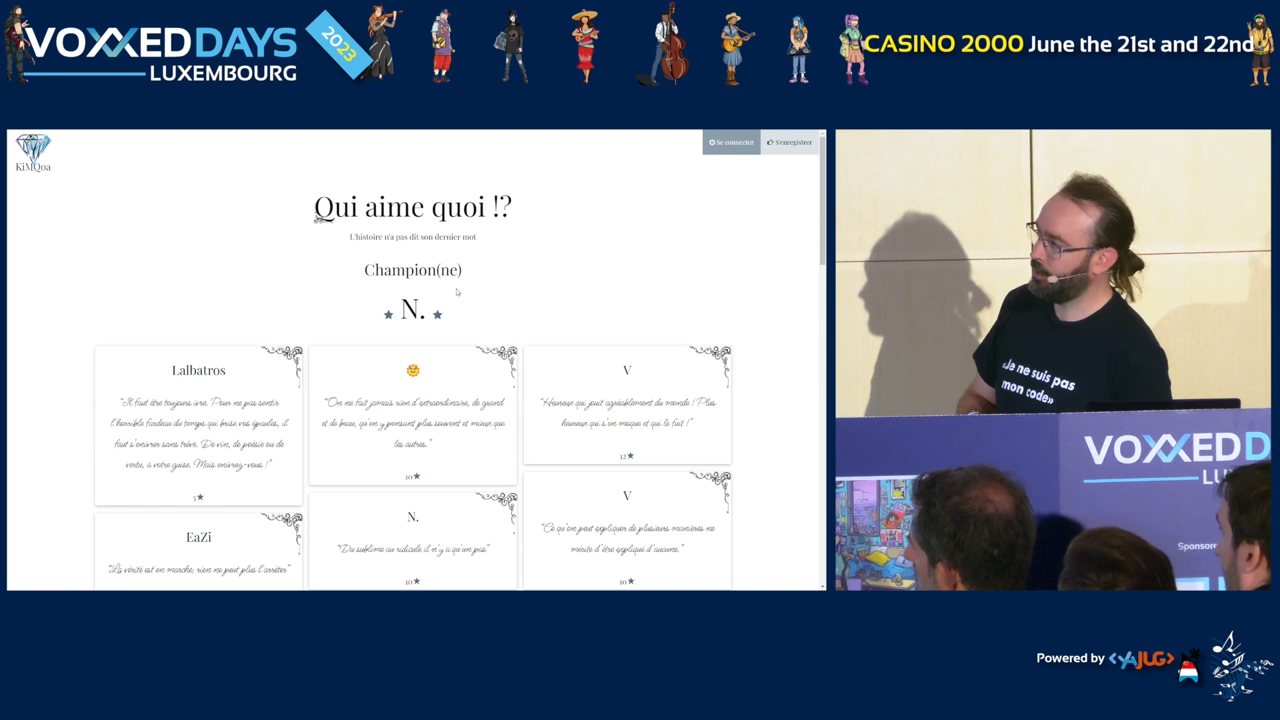 VOXXED DAYS
LUXEMBOURG
2023
CASINO 2000 June the 21st and 22nd
KiMQoa
Se connecter
S'enregistrer
Qui aime quoi !?
L'histoire n'a pas dit son dernier mot
Champion(ne)
N.
Lalbatros
“Il faut être toujours ivre. Pour ne pas sentir
l'horrible fardeau du temps qui brise vos épaules, il
faut s'enivrer sans trêve. De vin, de poésie ou de
vertu, à votre guise. Mais enivrez-vous !”
5
EaZi
“La vérité est en marche, rien ne peut plus l'arrêter”
“On ne fait jamais rien d'extraordinaire, de grand
et de beau, qu'en y pensant plus souvent et mieux que
les autres.”
10
N.
“Du sublime au ridicule il n'y a qu'un pas”
10
V
“Heureux qui jouit agréablement du monde ! Plus
heureux qui s'en moque et qui le fuit !”
12
V
“Ce qu'on peut expliquer de plusieurs manières ne
mérite d'être expliqué d'aucune.”
10
«Je ne suis pas
mon code»
VOXXED D
LU
Sponsore
Powered by <YAJUG>